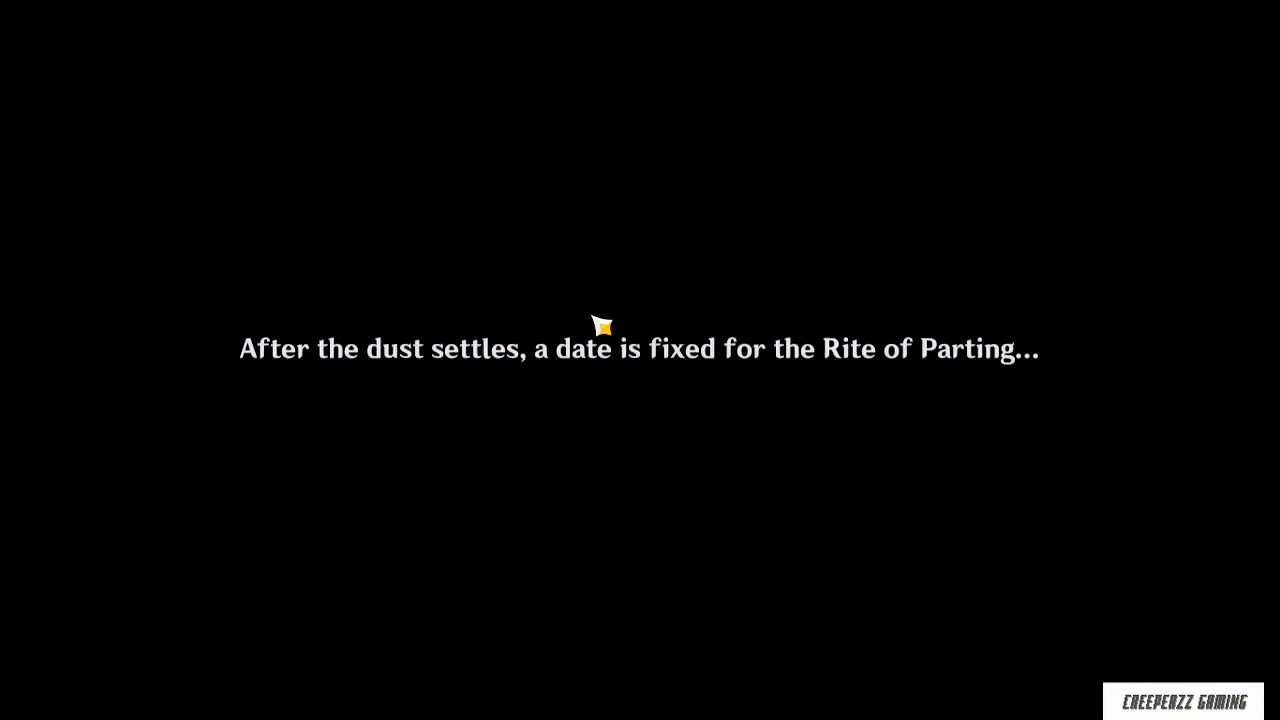 After the dust settles, a date is fixed for the Rite of Parting...
CREEPERZZ GAMING